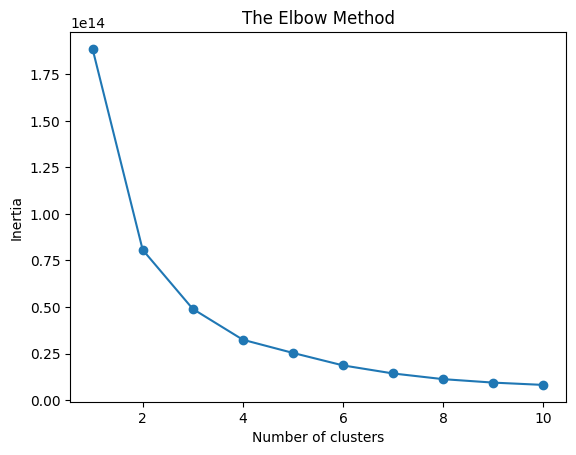 The Elbow Method
1e14
1.75
1.50
1.25
1.00
0.75
0.50
0.25
0.00
Inertia
2 4 6 8 10
Number of clusters